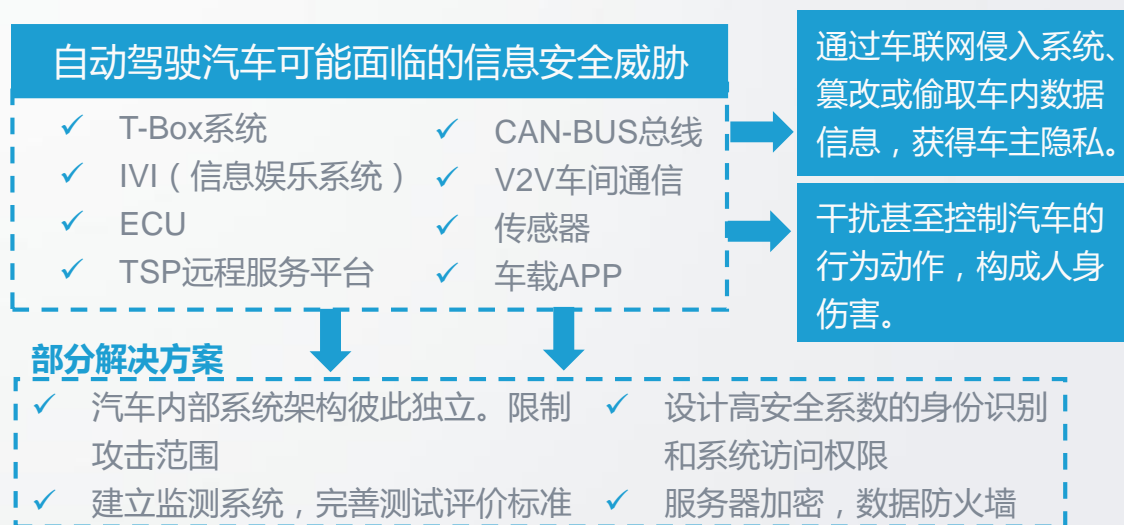 自动驾驶汽车可能面临的信息安全威胁
✓ T-Box系统
✓ IVI（信息娱乐系统）
✓ ECU
✓ TSP远程服务平台
✓ CAN-BUS总线
✓ V2V车间通信
✓ 传感器
✓ 车载APP
通过车联网侵入系统、
篡改或偷取车内数据
信息，获得车主隐私。
干扰甚至控制汽车的
行为动作，构成人身
伤害。
部分解决方案
✓ 汽车内部系统架构彼此独立。限制
攻击范围
✓ 建立监测系统，完善测试评价标准
✓ 设计高安全系数的身份识别
和系统访问权限
✓ 服务器加密，数据防火墙